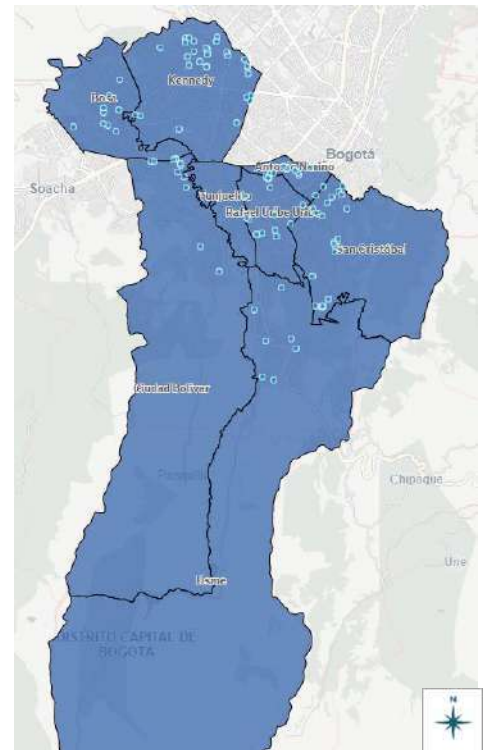 Kennedy
Bosa
Bogotá
Antonio Nariño
Soacha
Tunjuelito
Rafael Uribe Uribe
San Cristóbal
Ciudad Bolívar
Chipaque
Une
Usme
DISTRITO CAPITAL DE
BOGOTÁ
N